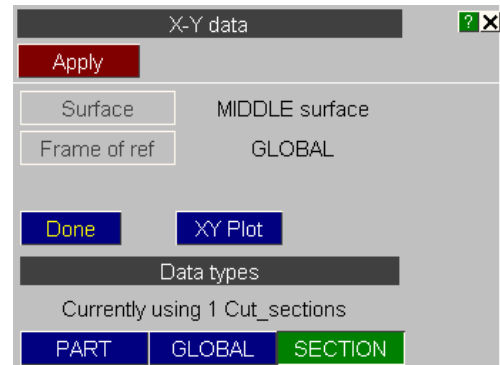 X-Y data ? X
Apply
Surface MIDDLE surface
Frame of ref GLOBAL
Done XY Plot
Data types
Currently using 1 Cut_sections
PART GLOBAL SECTION